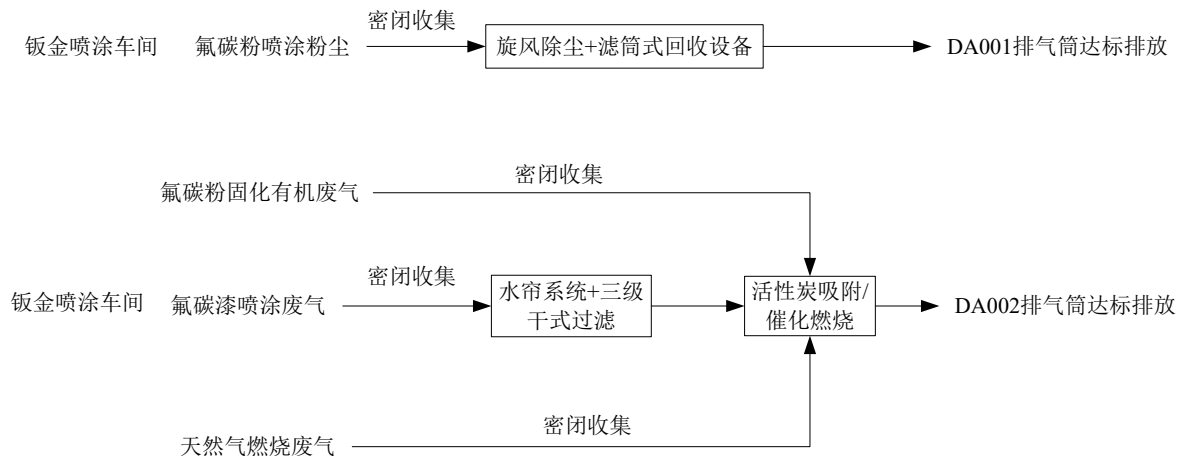 密闭收集
钣金喷涂车间 氟碳粉喷涂粉尘 旋风除尘+滤筒式回收设备 DA001排气筒达标排放
密闭收集
氟碳粉固化有机废气
密闭收集
钣金喷涂车间 氟碳漆喷涂废气 水帘系统+三级 活性炭吸附/ DA002排气筒达标排放
干式过滤 催化燃烧
密闭收集
天然气燃烧废气